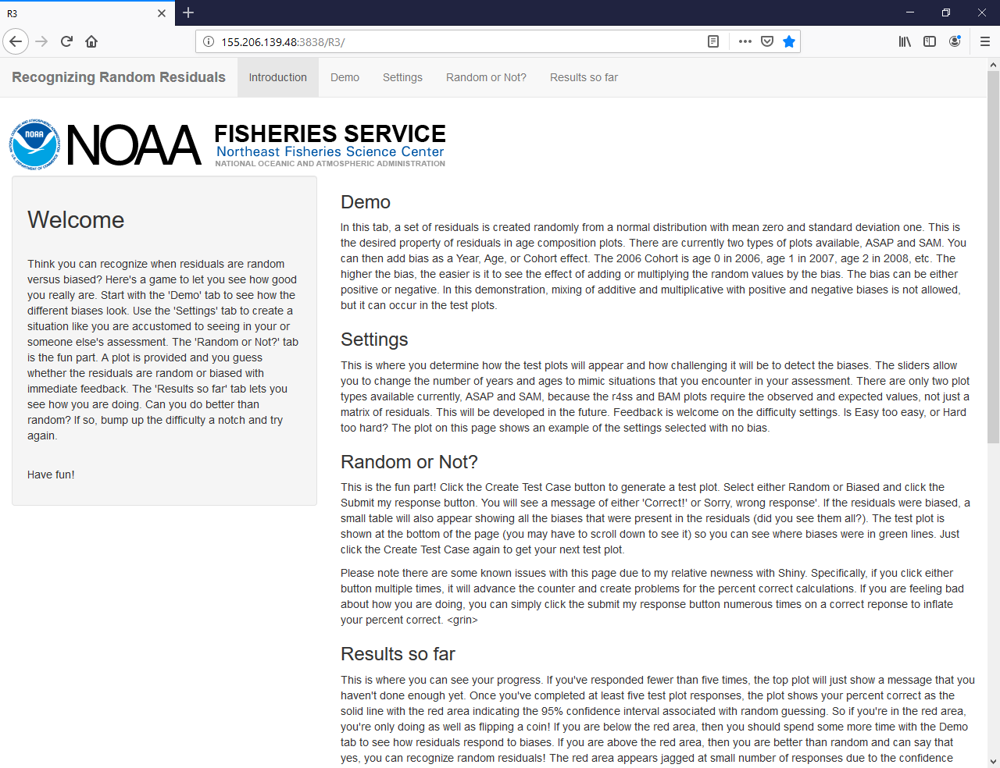 R3
155.206.139.48:3838/R3/
Recognizing Random Residuals
Introduction
Demo
Settings
Random or Not?
Results so far
NOAA
NOAA
FISHERIES SERVICE
Northeast Fisheries Science Center
NATIONAL OCEANIC AND ATMOSPHERIC ADMINISTRATION
Welcome
Think you can recognize when residuals are random
versus biased? Here's a game to let you see how good
you really are. Start with the 'Demo' tab to see how the
different biases look. Use the 'Settings' tab to create a
situation like you are accustomed to seeing in your or
someone else's assessment. The 'Random or Not?' tab
is the fun part. A plot is provided and you guess
whether the residuals are random or biased with
immediate feedback. The 'Results so far' tab lets you
see how you are doing. Can you do better than
random? If so, bump up the difficulty a notch and try
again.
Have fun!
Demo
In this tab, a set of residuals is created randomly from a normal distribution with mean zero and standard deviation one. This is
the desired property of residuals in age composition plots. There are currently two types of plots available, ASAP and SAM. You
can then add bias as a Year, Age, or Cohort effect. The 2006 Cohort is age 0 in 2006, age 1 in 2007, age 2 in 2008, etc. The
higher the bias, the easier is it to see the effect of adding or multiplying the random values by the bias. The bias can be either
positive or negative. In this demonstration, mixing of additive and multiplicative with positive and negative biases is not allowed,
but it can occur in the test plots.
Settings
This is where you determine how the test plots will appear and how challenging it will be to detect the biases. The sliders allow
you to change the number of years and ages to mimic situations that you encounter in your assessment. There are only two plot
types available currently, ASAP and SAM, because the r4ss and BAM plots require the observed and expected values, not just a
matrix of residuals. This will be developed in the future. Feedback is welcome on the difficulty settings. Is Easy too easy, or Hard
too hard? The plot on this page shows an example of the settings selected with no bias.
Random or Not?
This is the fun part! Click the Create Test Case button to generate a test plot. Select either Random or Biased and click the
Submit my response button. You will see a message of either 'Correct!' or Sorry, wrong response'. If the residuals were biased, a
small table will also appear showing all the biases that were present in the residuals (did you see them all?). The test plot is
shown at the bottom of the page (you may have to scroll down to see it) so you can see where biases were in green lines. Just
click the Create Test Case again to get your next test plot.
Please note there are some known issues with this page due to my relative newness with Shiny. Specifically, if you click either
button multiple times, it will advance the counter and create problems for the percent correct calculations. If you are feeling bad
about how you are doing, you can simply click the submit my response button numerous times on a correct reponse to inflate
your percent correct. <grin>
Results so far
This is where you can see your progress. If you've responded fewer than five times, the top plot will just show a message that you
haven't done enough yet. Once you've completed at least five test plot responses, the plot shows your percent correct as the
solid line with the red area indicating the 95% confidence interval associated with random guessing. So if you're in the red area,
you're only doing as well as flipping a coin! If you are below the red area, then you should spend some more time with the Demo
tab to see how residuals respond to biases. If you are above the red area, then you are better than random and can say that
yes, you can recognize random residuals! The red area appears jagged at small number of responses due to the confidence